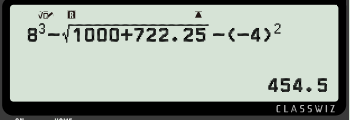 √▱ R
8³−√1000+722.25 −(−4)²
454.5
CLASSWIZ